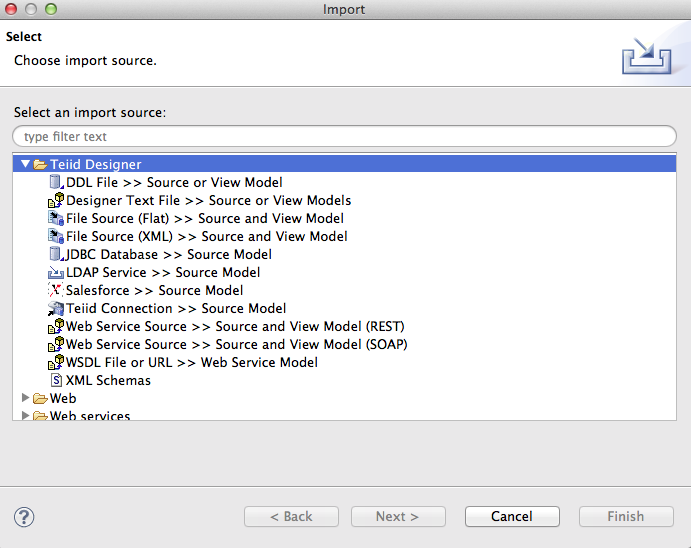 Import
Select
Choose import source.
Select an import source:
type filter text
Teiid Designer
DDL File >> Source or View Model
Designer Text File >> Source or View Models
File Source (Flat) >> Source and View Model
File Source (XML) >> Source and View Model
JDBC Database >> Source Model
LDAP Service >> Source Model
Salesforce >> Source Model
Teiid Connection >> Source Model
Web Service Source >> Source and View Model (REST)
Web Service Source >> Source and View Model (SOAP)
WSDL File or URL >> Web Service Model
XML Schemas
Web
Web services
?
< Back
Next >
Cancel
Finish